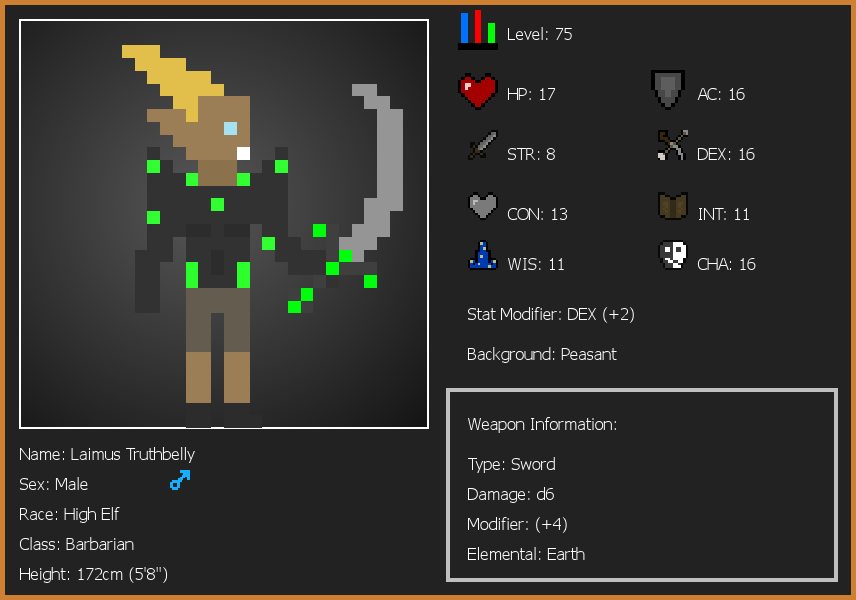 Level: 75
HP: 17
AC: 16
STR: 8
DEX: 16
CON: 13
INT: 11
WIS: 11
CHA: 16
Stat Modifier: DEX (+2)
Background: Peasant
Weapon Information:
Type: Sword
Damage: d6
Modifier: (+4)
Elemental: Earth
Name: Laimus Truthbelly
Sex: Male
Race: High Elf
Class: Barbarian
Height: 172cm (5'8")